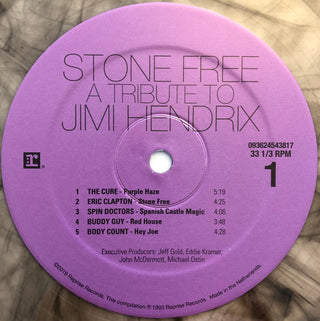 STONE FREE
A TRIBUTE TO
JIMI HENDRIX
r
093624543817
33 1/3 RPM
1
1 THE CURE - Purple Haze 5:19
2 ERIC CLAPTON - Stone Free 4:25
3 SPIN DOCTORS - Spanish Castle Magic 4:06
4 BUDDY GUY - Red House 3:48
5 BODY COUNT - Hey Joe 4:28
Executive Producers: Jeff Gold, Eddie Kramer,
John McDermott, Michael Ostin
©2018 Reprise Records. This compilation ℗ 1993 Reprise Records. Made in the Netherlands.